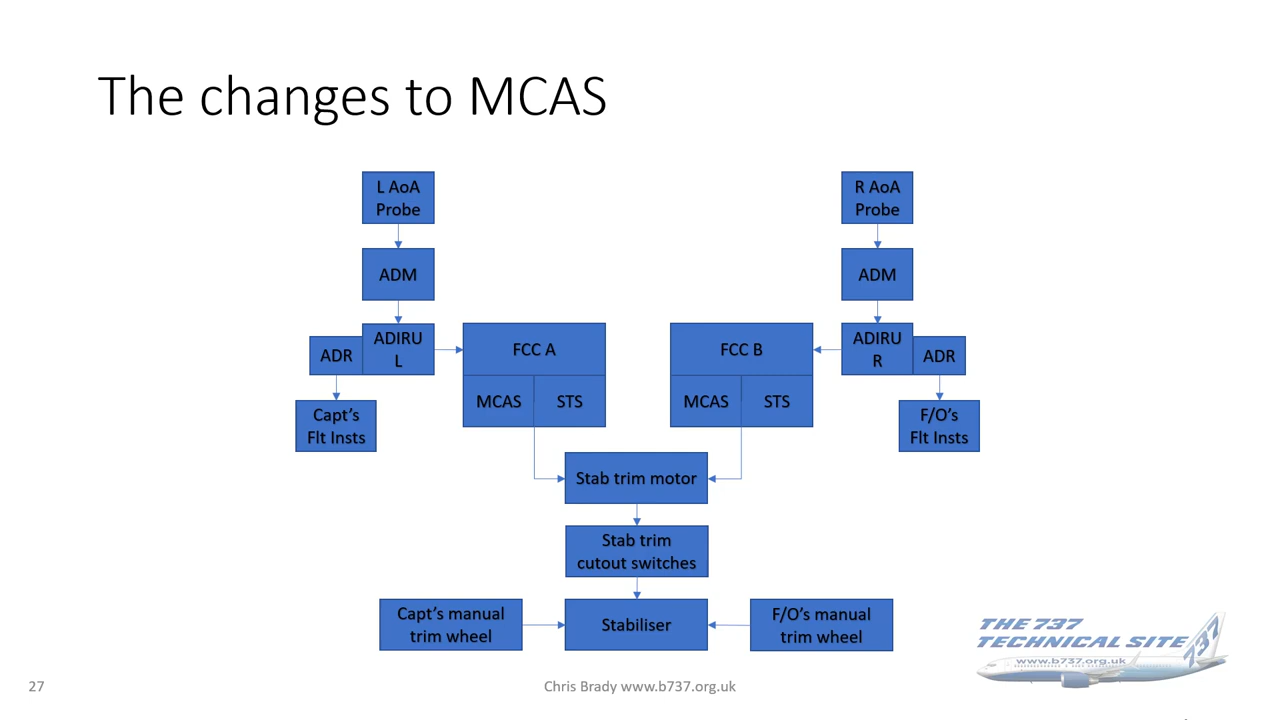 The changes to MCAS
L AoA
Probe
R AoA
Probe
ADM
ADM
ADR
ADIRU
L
FCC A
FCC B
ADIRU
R
ADR
MCAS
STS
MCAS
STS
Capt's
Flt Insts
F/O's
Flt Insts
Stab trim motor
Stab trim
cutout switches
Capt's manual
trim wheel
Stabiliser
F/O's manual
trim wheel
THE 737
TECHNICAL SITE
www.b737.org.uk
737
27
Chris Brady www.b737.org.uk